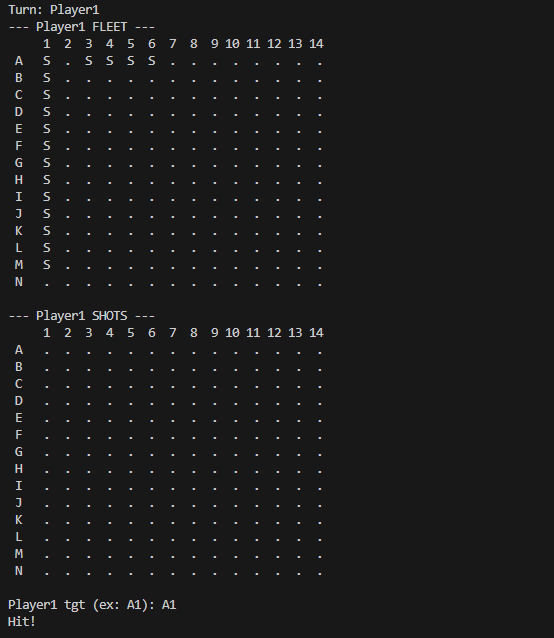 Turn: Player1
--- Player1 FLEET ---
     1  2  3  4  5  6  7  8  9 10 11 12 13 14
 A   S  .  S  S  S  S  .  .  .  .  .  .  .  .
 B   S  .  .  .  .  .  .  .  .  .  .  .  .  .
 C   S  .  .  .  .  .  .  .  .  .  .  .  .  .
 D   S  .  .  .  .  .  .  .  .  .  .  .  .  .
 E   S  .  .  .  .  .  .  .  .  .  .  .  .  .
 F   S  .  .  .  .  .  .  .  .  .  .  .  .  .
 G   S  .  .  .  .  .  .  .  .  .  .  .  .  .
 H   S  .  .  .  .  .  .  .  .  .  .  .  .  .
 I   S  .  .  .  .  .  .  .  .  .  .  .  .  .
 J   S  .  .  .  .  .  .  .  .  .  .  .  .  .
 K   S  .  .  .  .  .  .  .  .  .  .  .  .  .
 L   S  .  .  .  .  .  .  .  .  .  .  .  .  .
 M   S  .  .  .  .  .  .  .  .  .  .  .  .  .
 N   .  .  .  .  .  .  .  .  .  .  .  .  .  .

--- Player1 SHOTS ---
     1  2  3  4  5  6  7  8  9 10 11 12 13 14
 A   .  .  .  .  .  .  .  .  .  .  .  .  .  .
 B   .  .  .  .  .  .  .  .  .  .  .  .  .  .
 C   .  .  .  .  .  .  .  .  .  .  .  .  .  .
 D   .  .  .  .  .  .  .  .  .  .  .  .  .  .
 E   .  .  .  .  .  .  .  .  .  .  .  .  .  .
 F   .  .  .  .  .  .  .  .  .  .  .  .  .  .
 G   .  .  .  .  .  .  .  .  .  .  .  .  .  .
 H   .  .  .  .  .  .  .  .  .  .  .  .  .  .
 I   .  .  .  .  .  .  .  .  .  .  .  .  .  .
 J   .  .  .  .  .  .  .  .  .  .  .  .  .  .
 K   .  .  .  .  .  .  .  .  .  .  .  .  .  .
 L   .  .  .  .  .  .  .  .  .  .  .  .  .  .
 M   .  .  .  .  .  .  .  .  .  .  .  .  .  .
 N   .  .  .  .  .  .  .  .  .  .  .  .  .  .

Player1 tgt (ex: A1): A1
Hit!